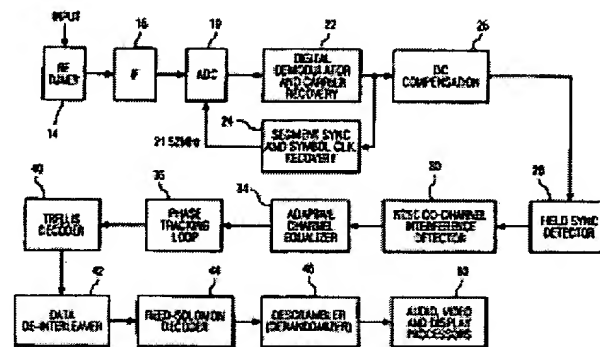 INPUT
RF TUNER
14
16
IF
19
ADC
22
DIGITAL
DEMODULATOR
AND CARRIER
RECOVERY
26
DC
COMPENSATION
21.52MHz
24
SEGMENT SYNC
AND SYMBOL CLK
RECOVERY
40
TRELLIS
DECODER
36
PHASE
TRACKING
LOOP
34
ADAPTIVE
CHANNEL
EQUALIZER
30
NTSC CO-CHANNEL
INTERFERENCE
DETECTOR
28
FIELD SYNC
DETECTOR
42
DATA
DE-INTERLEAVER
44
REED-SOLOMON
DECODER
46
DESCRAMBLER
(DERANDOMIZER)
AUDIO, VIDEO
AND DISPLAY
PROCESSORS